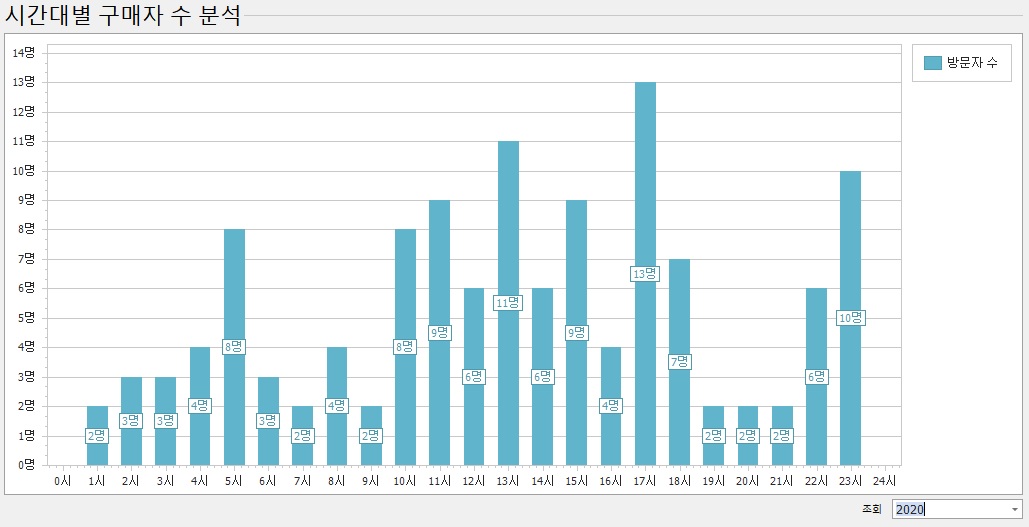 시간대별 구매자 수 분석
14명
13명
12명
11명
10명
9명
8명
7명
6명
5명
4명
3명
2명
1명
0명
2명
3명
3명
4명
8명
3명
2명
4명
2명
8명
9명
6명
11명
6명
9명
4명
13명
7명
2명
2명
2명
6명
10명
0시 1시 2시 3시 4시 5시 6시 7시 8시 9시 10시 11시 12시 13시 14시 15시 16시 17시 18시 19시 20시 21시 22시 23시 24시
방문자 수
조회 2020